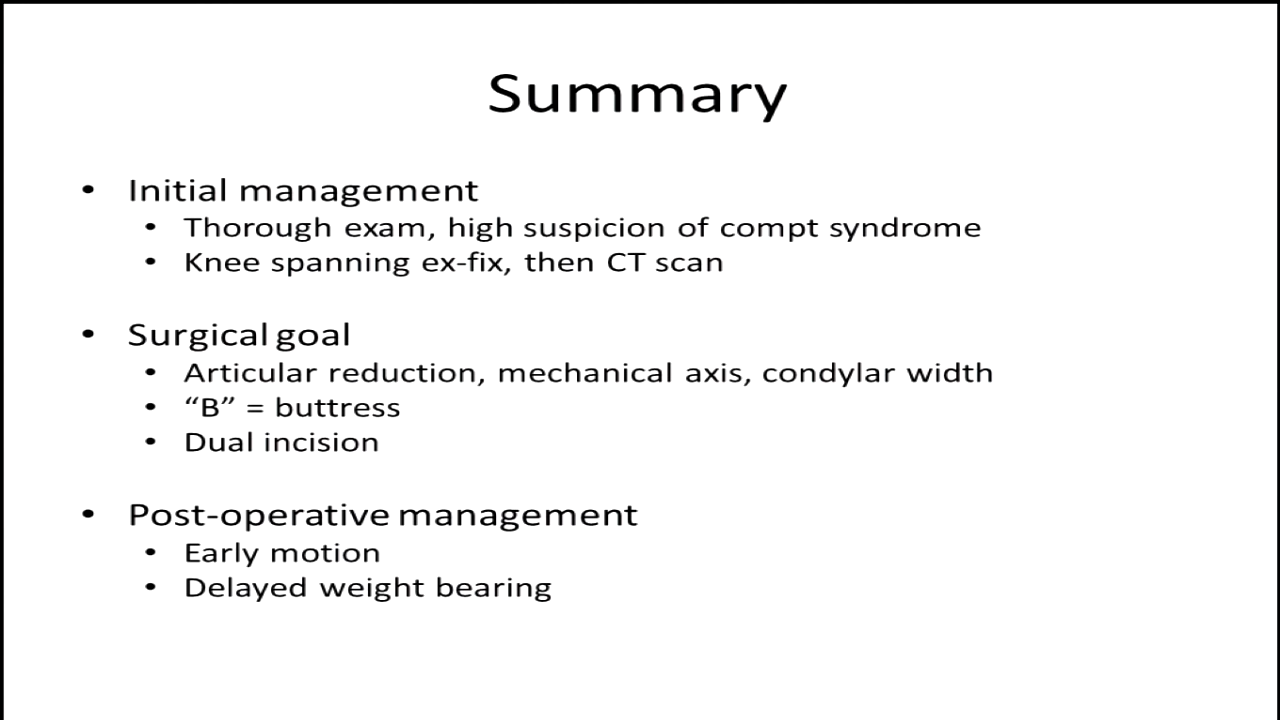 Summary
• Initial management
• Thorough exam, high suspicion of compt syndrome
• Knee spanning ex-fix, then CT scan
• Surgical goal
• Articular reduction, mechanical axis, condylar width
• “B” = buttress
• Dual incision
• Post-operative management
• Early motion
• Delayed weight bearing